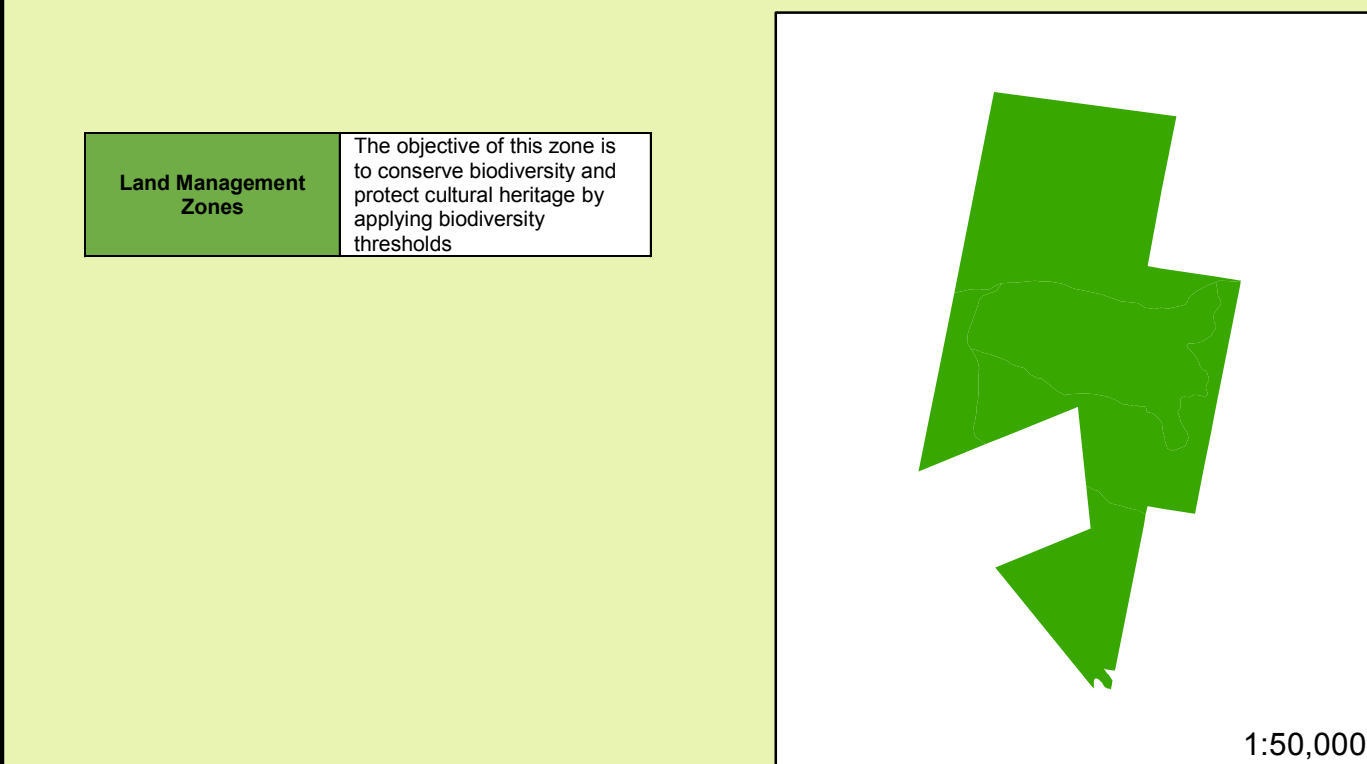 Land Management
Zones
The objective of this zone is
to conserve biodiversity and
protect cultural heritage by
applying biodiversity
thresholds
1:50,000